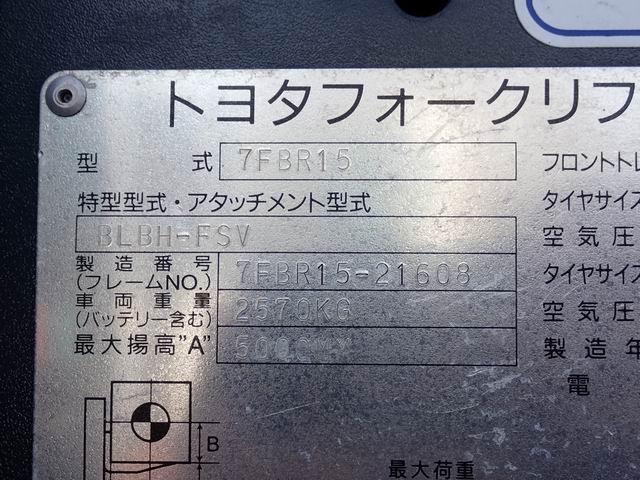 トヨタフォークリフ
型 式 7FBR15 フロントトレ
特型型式・アタッチメント型式 タイヤサイズ
BLBH-FSV 空気圧
製造番号 (フレームNO.) 7FBR15-21608 タイヤサイズ
車両重量 (バッテリー含む) 2570KG 空気圧
最大揚高"A" 製造年
電
B
最大荷重